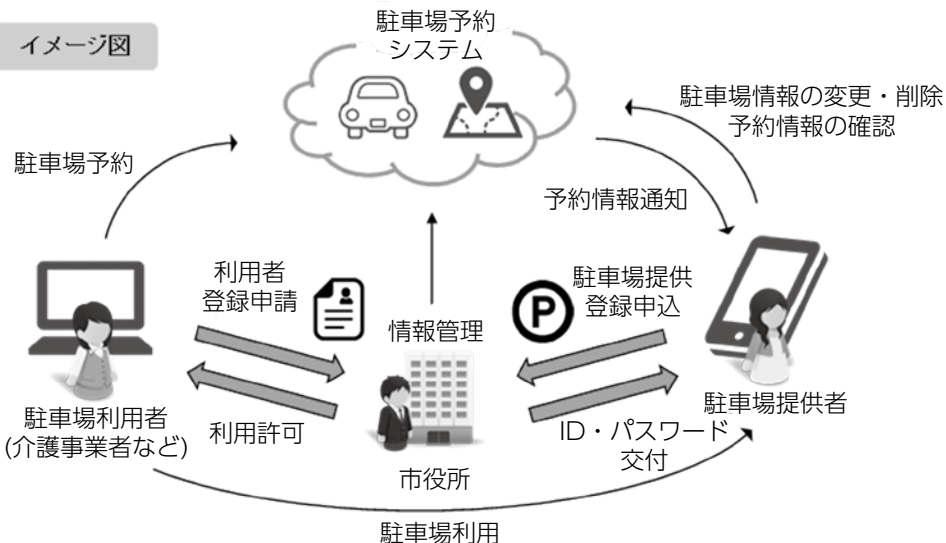 イメージ図
駐車場予約
システム
駐車場情報の変更・削除
予約情報の確認
駐車場予約
予約情報通知
利用者
登録申請
情報管理
P
駐車場提供
登録申込
駐車場利用者
(介護事業者など)
利用許可
市役所
ID・パスワード
交付
駐車場提供者
駐車場利用